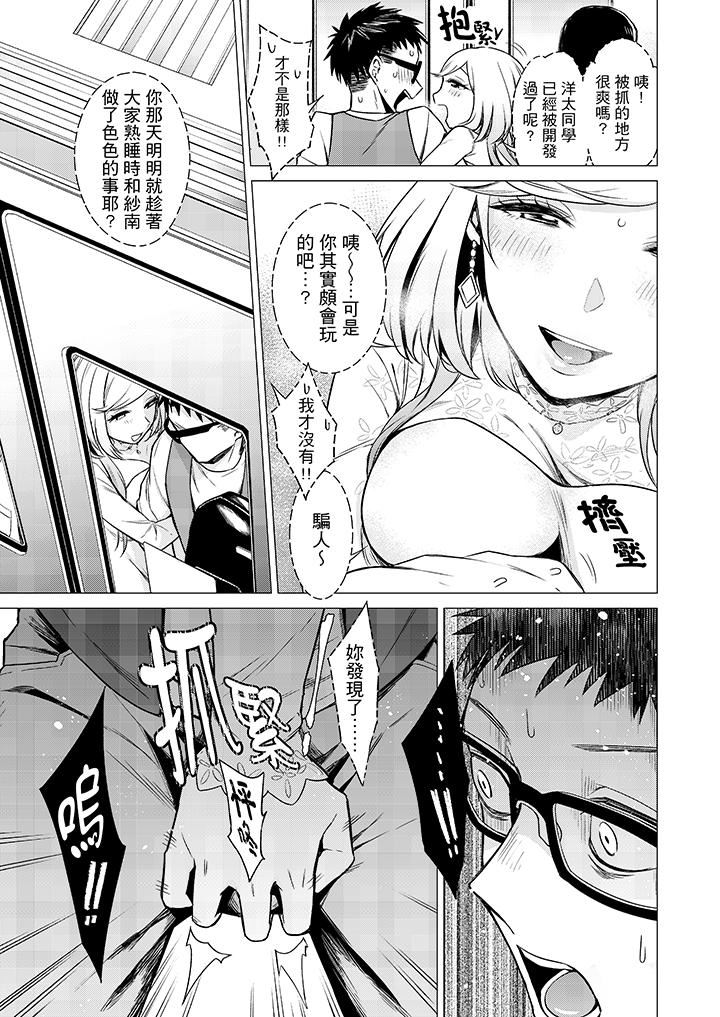 咦！
被抓的地方
很爽嗎？
洋太同學
已經被開發
過了呢？
抱緊
才不是那樣!!
咦～…可是
你其實頗會玩
的吧…？
我才沒有!!
騙人～
擠壓
你那天明明就趁著
大家熟睡時和紗南
做了色色的事耶？
妳發現了……
…………!!
抓緊
嗚!!!